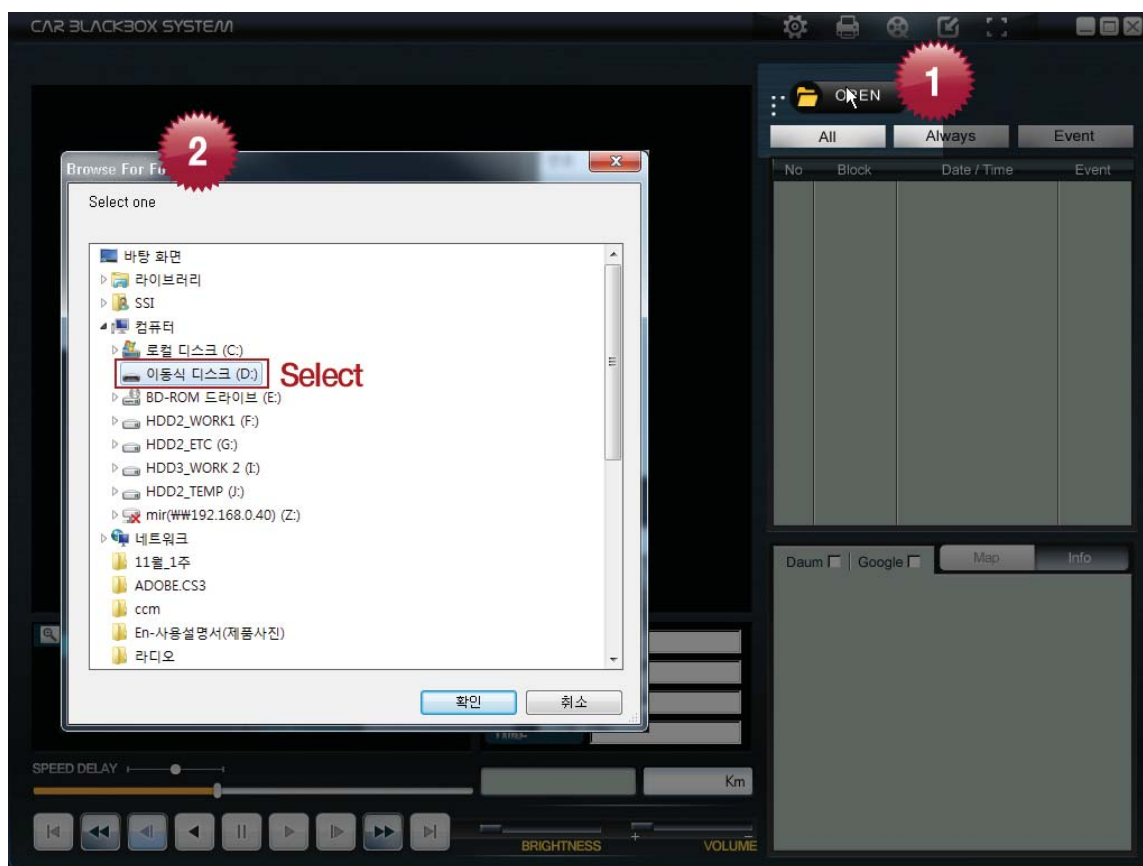 CAR BLACKBOX SYSTEM
OPEN
1
All Always Event
No Block Date / Time Event
2
Browse For Fo
Select one
바탕 화면
라이브러리
SSI
컴퓨터
로컬 디스크 (C:)
이동식 디스크 (D:) Select
BD-ROM 드라이브 (E:)
HDD2_WORK1 (F:)
HDD2_ETC (G:)
HDD3_WORK 2 (I:)
HDD2_TEMP (J:)
mir(₩₩192.168.0.40) (Z:)
네트워크
11월_1주
ADOBE.CS3
ccm
En-사용설명서(제품사진)
라디오
확인 취소
Daum Google Map Info
SPEED DELAY
Km
BRIGHTNESS
VOLUME